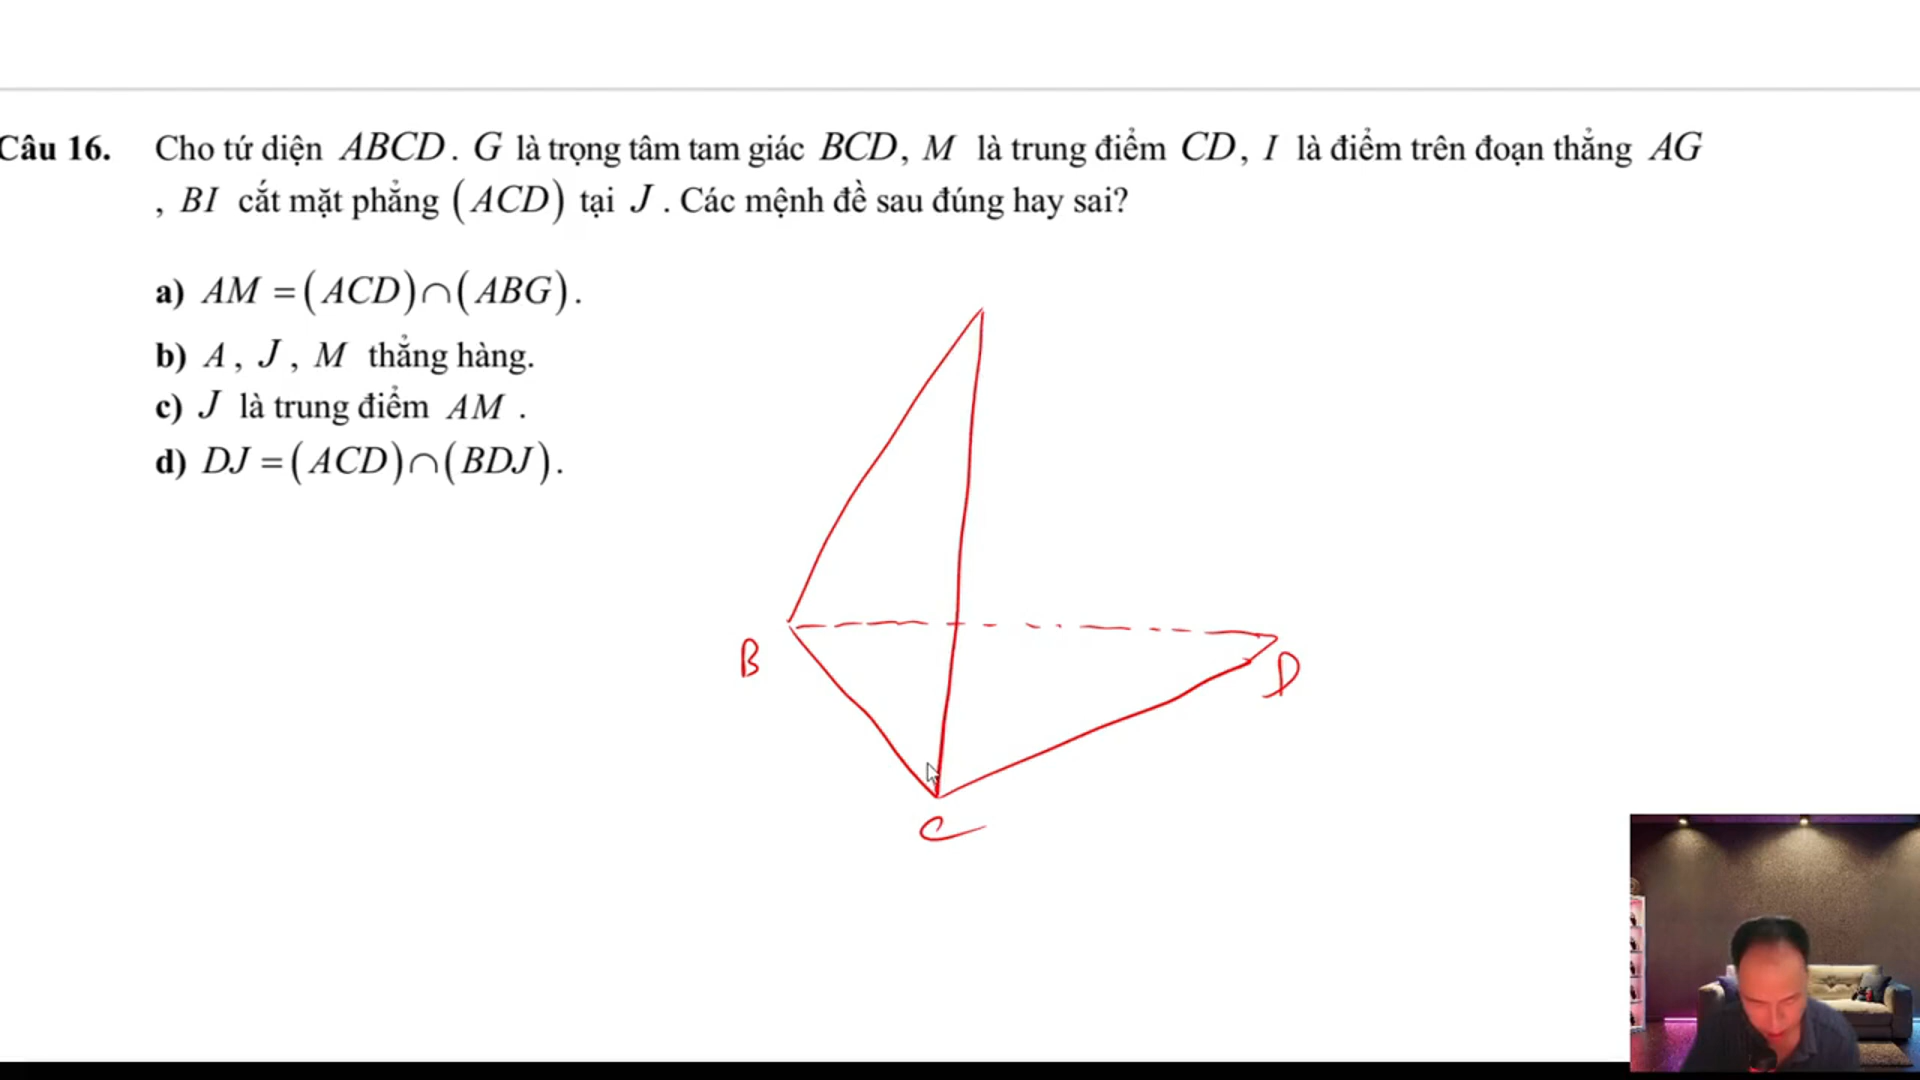 Câu 16. Cho tứ diện ABCD. G là trọng tâm tam giác BCD, M là trung điểm CD, I là điểm trên đoạn thẳng AG
, BI cắt mặt phẳng (ACD) tại J. Các mệnh đề sau đúng hay sai?
a) AM = (ACD)∩(ABG).
b) A, J, M thẳng hàng.
c) J là trung điểm AM.
d) DJ = (ACD)∩(BDJ).
B
D
C